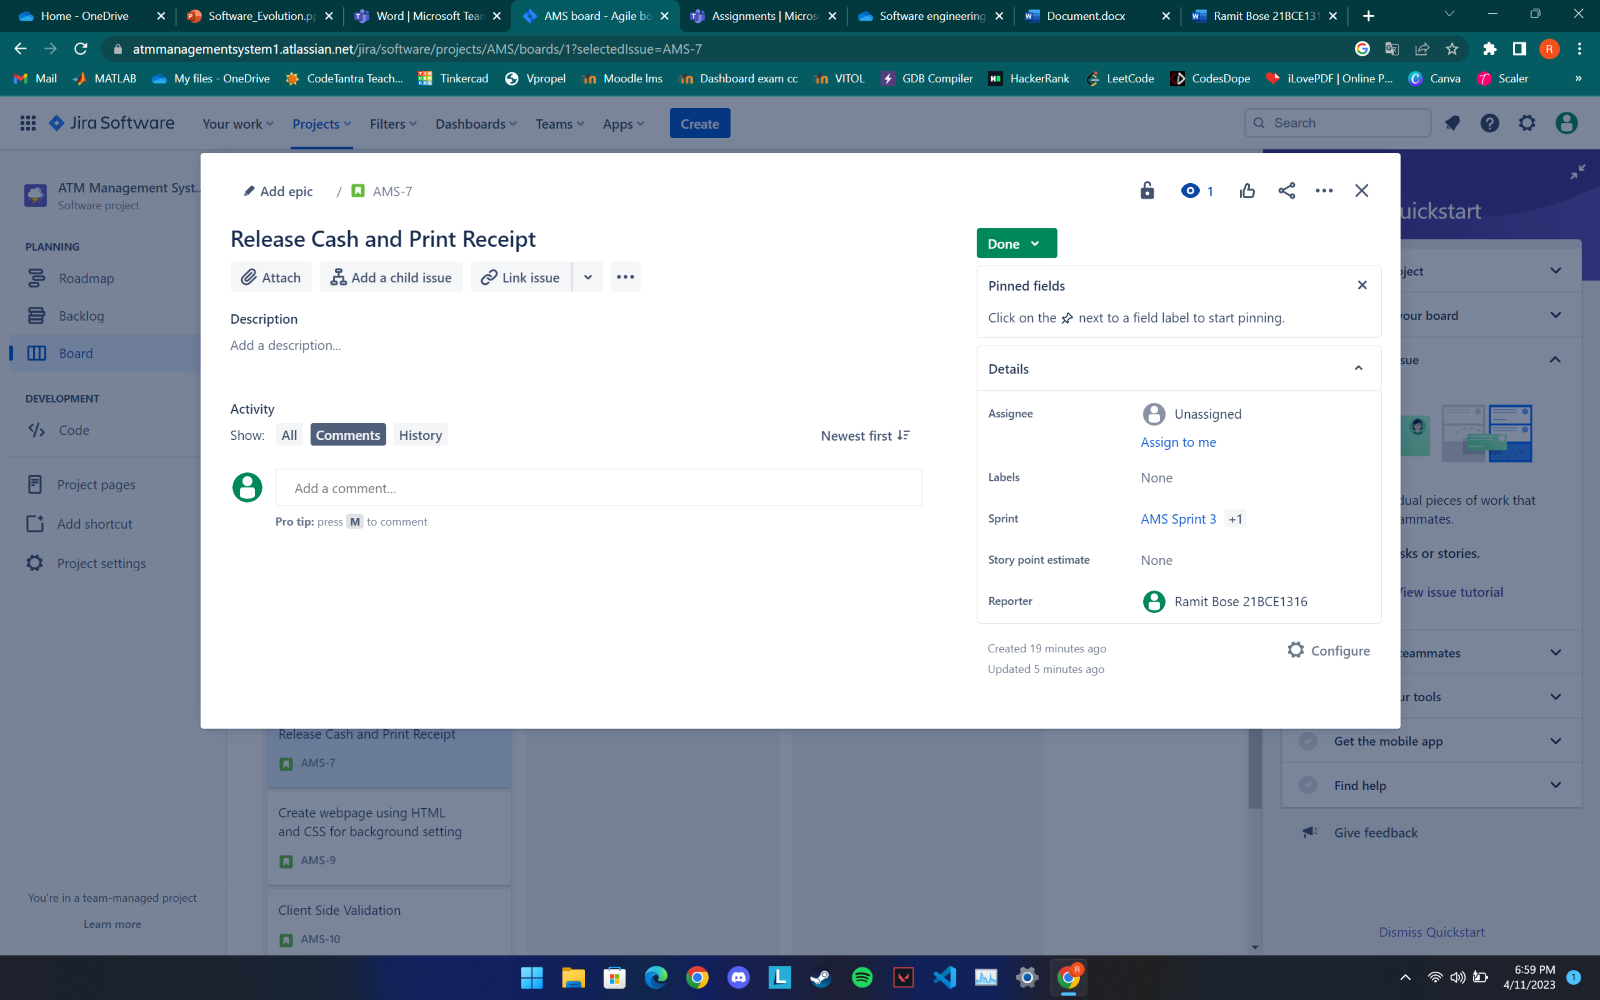 Home - OneDrive
Software_Evolution.pp
Word | Microsoft Tean
AMS board - Agile bo
Assignments | Micros
Software engineering
Document.docx
Ramit Bose 21BCE131
atmmanagementsystem1.atlassian.net/jira/software/projects/AMS/boards/1?selectedIssue=AMS-7
R
Mail
MATLAB
My files - OneDrive
CodeTantra Teach...
Tinkercad
Vpropel
Moodle lms
Dashboard exam cc
VITOL
GDB Compiler
HackerRank
LeetCode
CodesDope
iLovePDF | Online P...
Canva
Scaler
»
Jira Software
Your work
Projects
Filters
Dashboards
Teams
Apps
Create
Search
ATM Management Syst...
Software project
PLANNING
Roadmap
Backlog
Board
DEVELOPMENT
Code
Project pages
Add shortcut
Project settings
You're in a team-managed project
Learn more
Add epic / AMS-7
1
Release Cash and Print Receipt
Attach
Add a child issue
Link issue
Description
Add a description...
Activity
Show: All Comments History
Newest first
Add a comment...
Pro tip: press M to comment
Done
Pinned fields
Click on the next to a field label to start pinning.
Details
Assignee
Unassigned
Assign to me
Labels
None
Sprint
AMS Sprint 3 +1
Story point estimate
None
Reporter
Ramit Bose 21BCE1316
Created 19 minutes ago
Updated 5 minutes ago
Configure
Release Cash and Print Receipt
AMS-7
Create webpage using HTML
and CSS for background setting
AMS-9
Client Side Validation
AMS-10
uickstart
ject
your board
sue
dual pieces of work that
ammates.
sks or stories.
iew issue tutorial
teammates
ur tools
Get the mobile app
Find help
Give feedback
Dismiss Quickstart
6:59 PM
4/11/2023
1